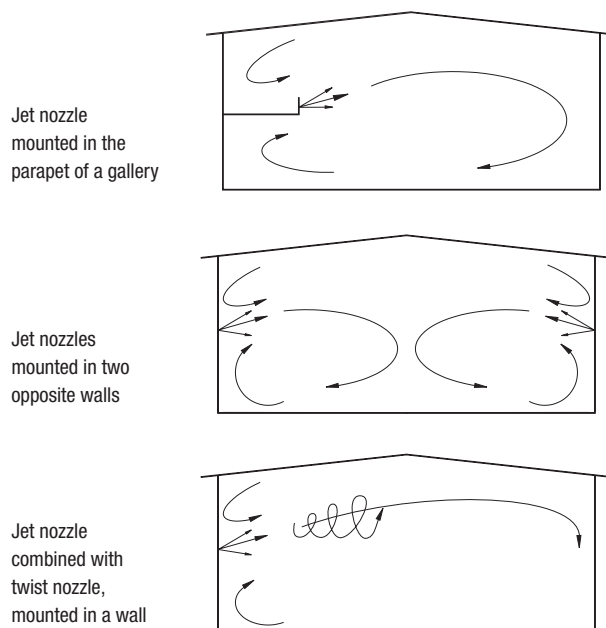 Jet nozzle
mounted in the
parapet of a gallery
Jet nozzles
mounted in two
opposite walls
Jet nozzle
combined with
twist nozzle,
mounted in a wall